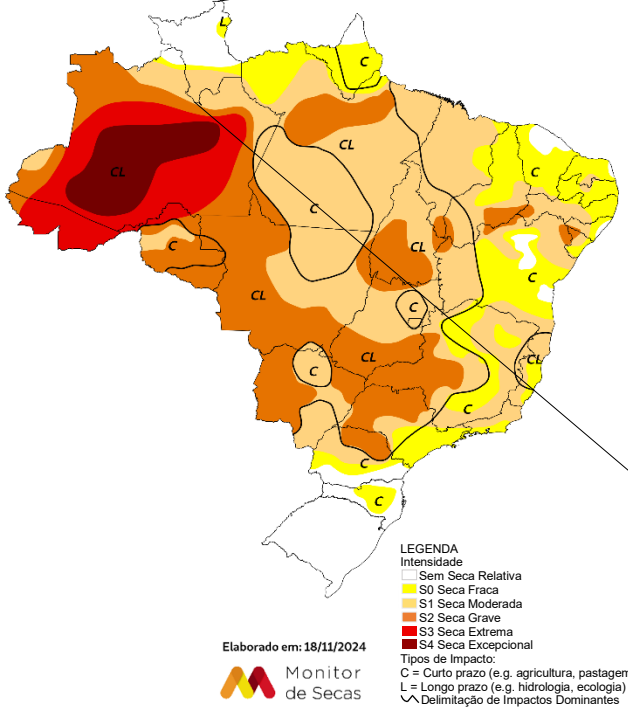 L
C
CL
CL
C
C
C
CL
C
CL
C
CL
CL
C
C
C
C
LEGENDA
Intensidade
Sem Seca Relativa
S0 Seca Fraca
S1 Seca Moderada
S2 Seca Grave
S3 Seca Extrema
S4 Seca Excepcional
Tipos de Impacto:
C = Curto prazo (e.g. agricultura, pastagem
L = Longo prazo (e.g. hidrologia, ecologia)
Delimitação de Impactos Dominantes
Elaborado em: 18/11/2024
Monitor
de Secas